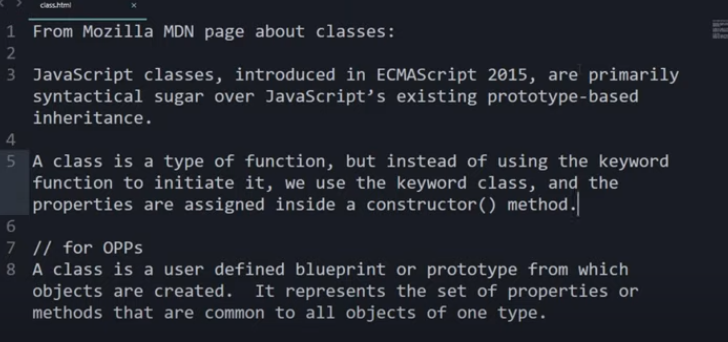 class.html ×
1 From Mozilla MDN page about classes:
2
3 JavaScript classes, introduced in ECMAScript 2015, are primarily
syntactical sugar over JavaScript’s existing prototype-based
inheritance.
4
5 A class is a type of function, but instead of using the keyword
function to initiate it, we use the keyword class, and the
properties are assigned inside a constructor() method.
6
7 // for OPPs
8 A class is a user defined blueprint or prototype from which
objects are created.  It represents the set of properties or
methods that are common to all objects of one type.